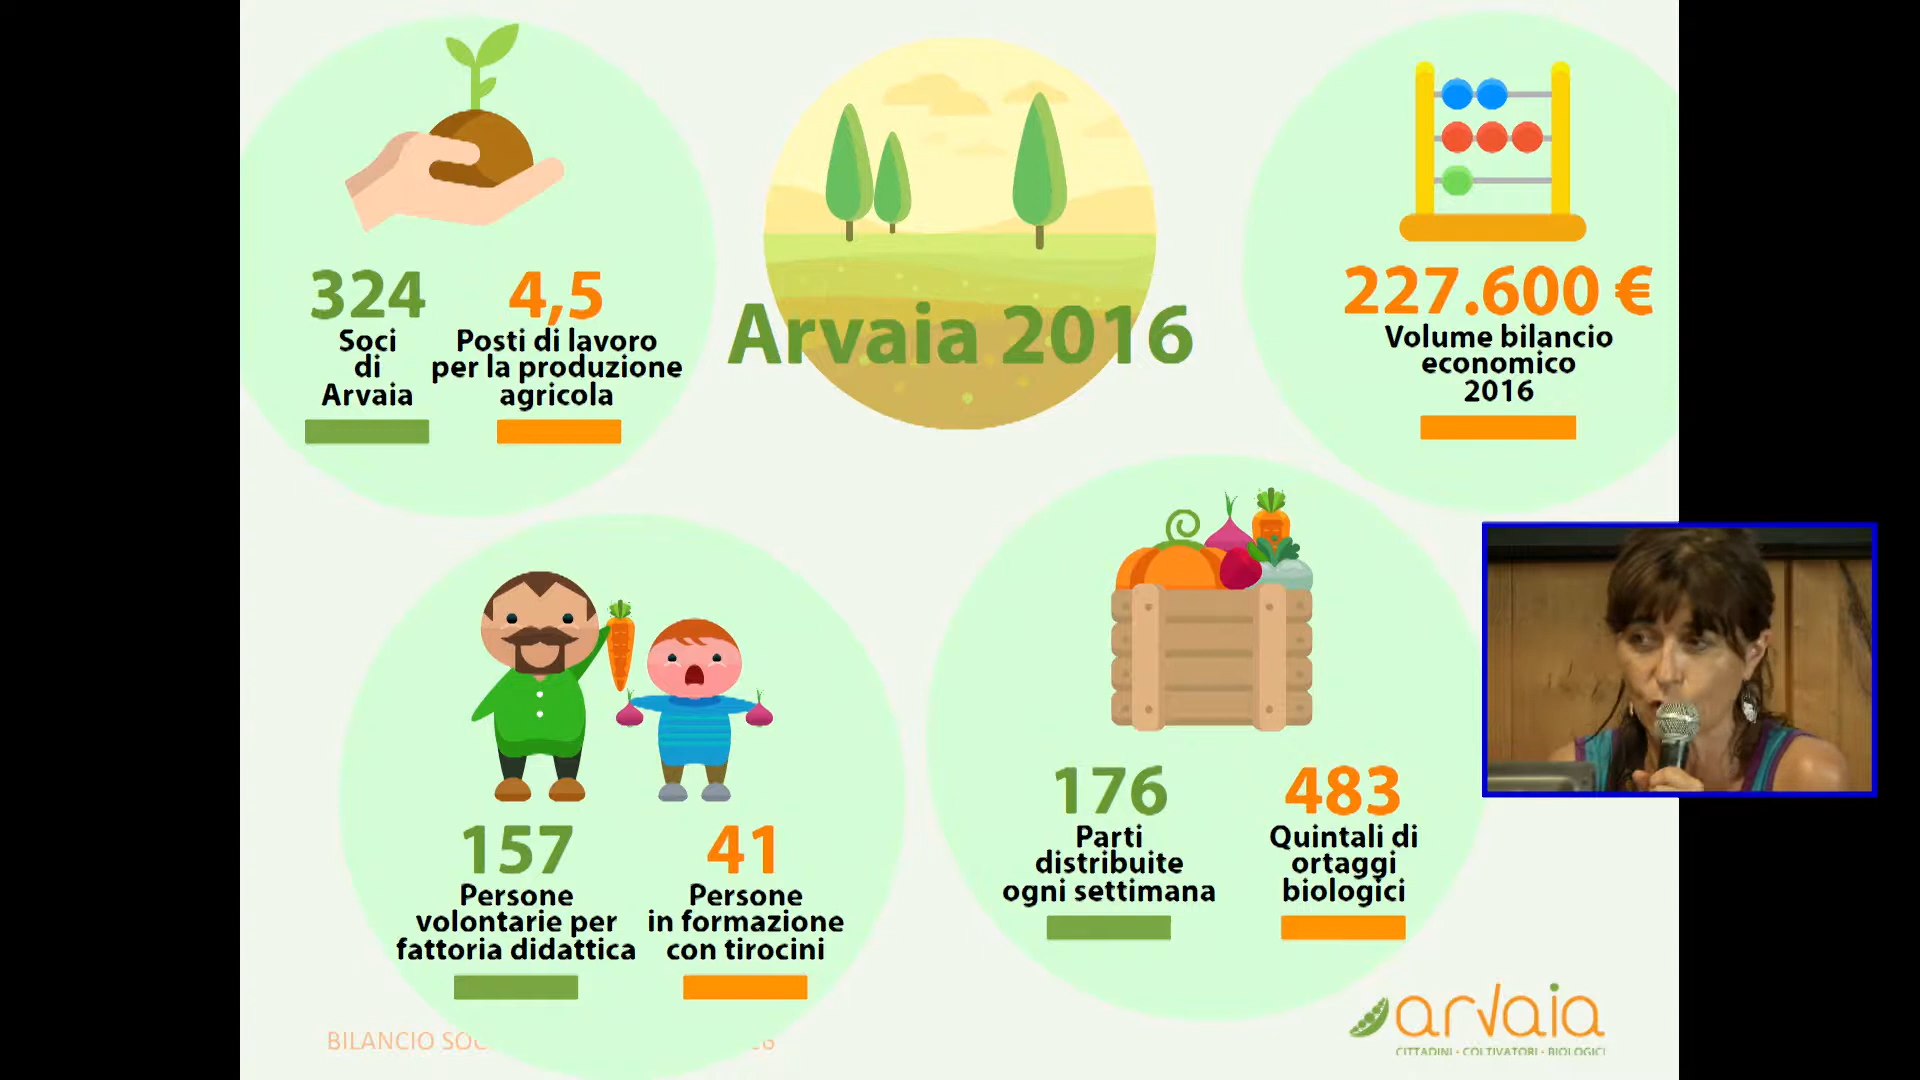 324
Soci
di
Arvaia
4,5
Posti di lavoro
per la produzione
agricola
Arvaia 2016
227.600 €
Volume bilancio
economico
2016
157
Persone
volontarie per
fattoria didattica
41
Persone
in formazione
con tirocini
176
Parti
distribuite
ogni settimana
483
Quintali di
ortaggi
biologici
BILANCIO
arvaia
CITTADINI · COLTIVATORI · BIOLOGICI